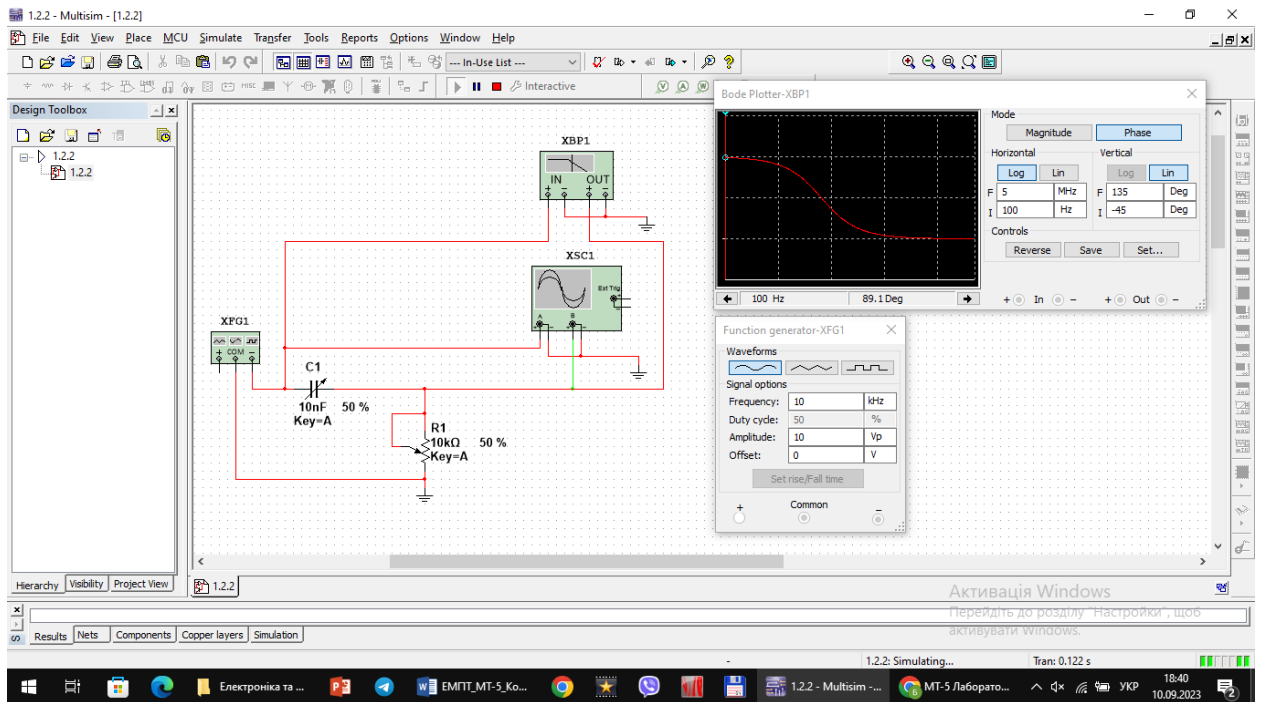 1.2.2 - Multisim - [1.2.2]
File Edit View Place MCU Simulate Transfer Tools Reports Options Window Help
--- In-Use List ---
Interactive
Design Toolbox
1.2.2
1.2.2
XBP1
IN OUT
XSC1
Ext Trig
A B
XFG1
COM
C1
10nF 50 %
Key=A
R1
10kΩ 50 %
Key=A
Bode Plotter-XBP1
Mode
Magnitude Phase
Horizontal Vertical
Log Lin Log Lin
F 5 MHz F 135 Deg
I 100 Hz I -45 Deg
Controls
Reverse Save Set...
100 Hz 89.1 Deg
+ In - + Out -
Function generator-XFG1
Waveforms
Signal options
Frequency: 10 kHz
Duty cycle: 50 %
Amplitude: 10 Vp
Offset: 0 V
Set rise/Fall time
+ Common -
Hierarchy Visibility Project View
1.2.2
Активація Windows
Перейдіть до розділу "Настройки", щоб
активувати Windows.
Results Nets Components Copper layers Simulation
-
1.2.2: Simulating... Tran: 0.122 s
Електроніка та ... ЕМПТ_МТ-5_Ко... 1.2.2 - Multisim -... МТ-5 Лаборато... УКР
18:40
10.09.2023